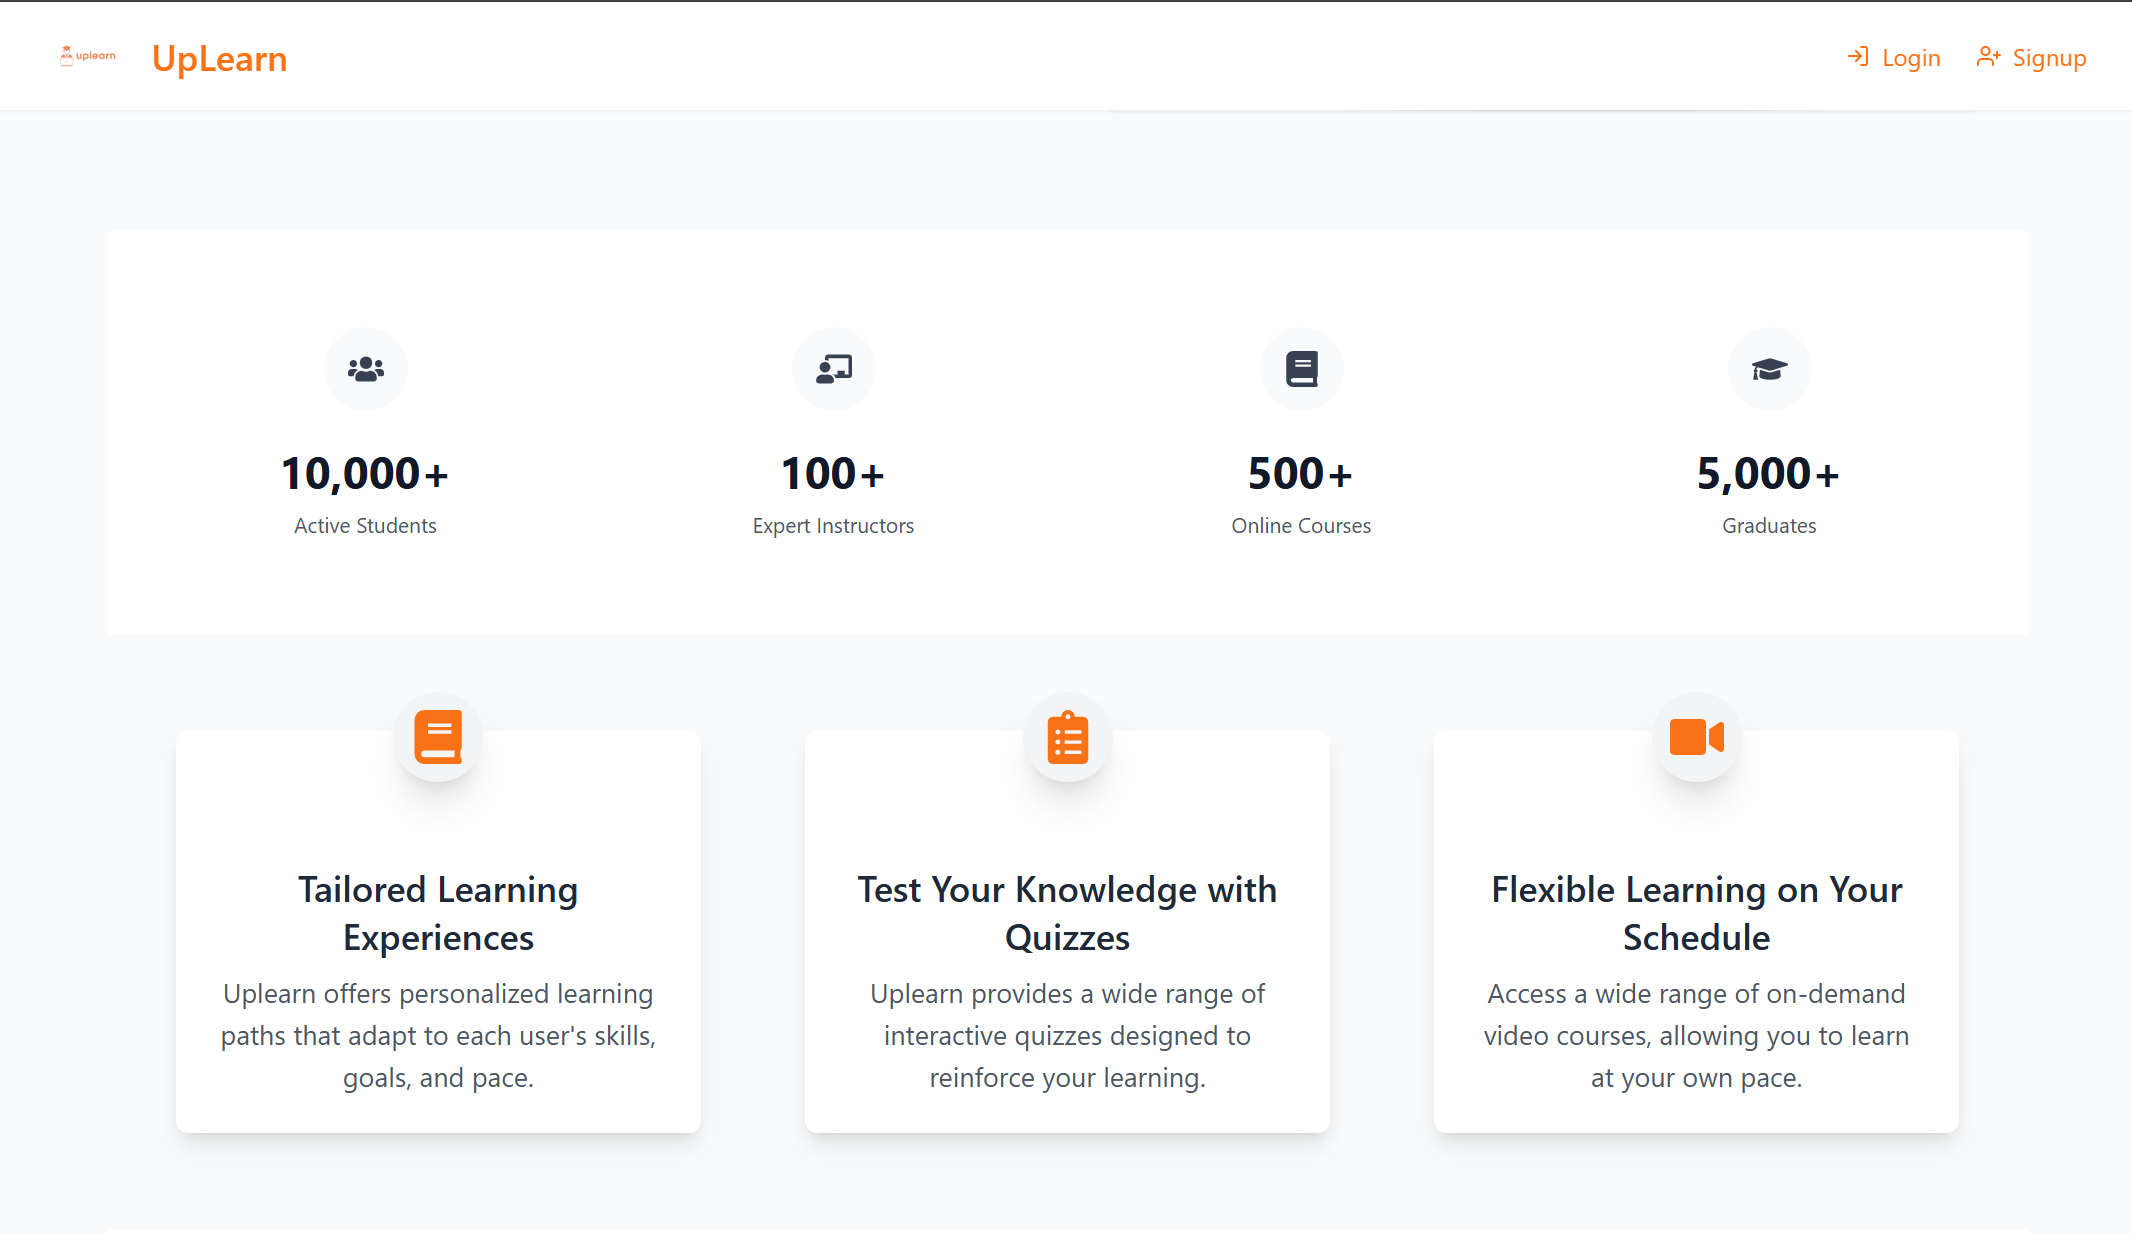 uplearn
UpLearn
Login
Signup
10,000+
Active Students
100+
Expert Instructors
500+
Online Courses
5,000+
Graduates
Tailored Learning
Experiences
Uplearn offers personalized learning
paths that adapt to each user's skills,
goals, and pace.
Test Your Knowledge with
Quizzes
Uplearn provides a wide range of
interactive quizzes designed to
reinforce your learning.
Flexible Learning on Your
Schedule
Access a wide range of on-demand
video courses, allowing you to learn
at your own pace.